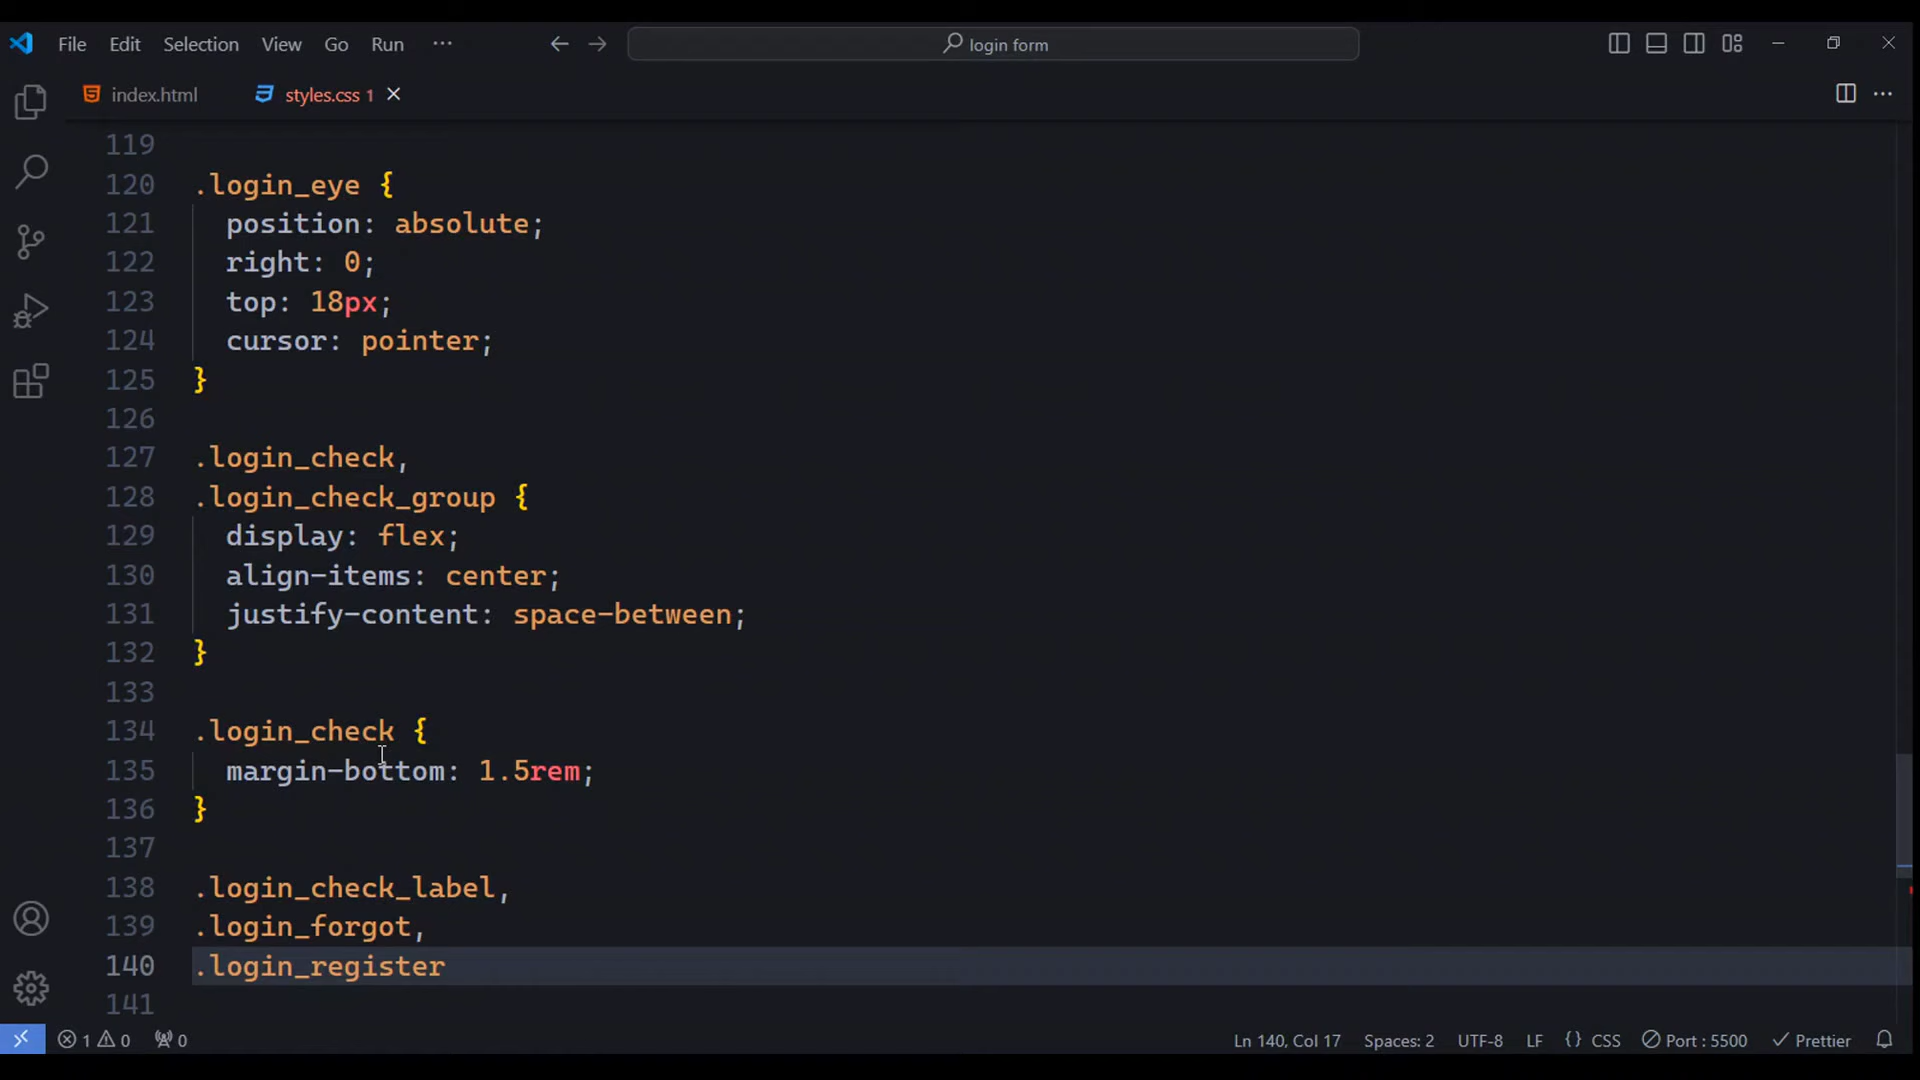 File Edit Selection View Go Run ··· ← → login form
index.html styles.css 1 ×
119
120 .login_eye {
121 position: absolute;
122 right: 0;
123 top: 18px;
124 cursor: pointer;
125 }
126
127 .login_check,
128 .login_check_group {
129 display: flex;
130 align-items: center;
131 justify-content: space-between;
132 }
133
134 .login_check {
135 margin-bottom: 1.5rem;
136 }
137
138 .login_check_label,
139 .login_forgot,
140 .login_register
141
1 0 0 Ln 140, Col 17 Spaces: 2 UTF-8 LF {} CSS Port : 5500 Prettier